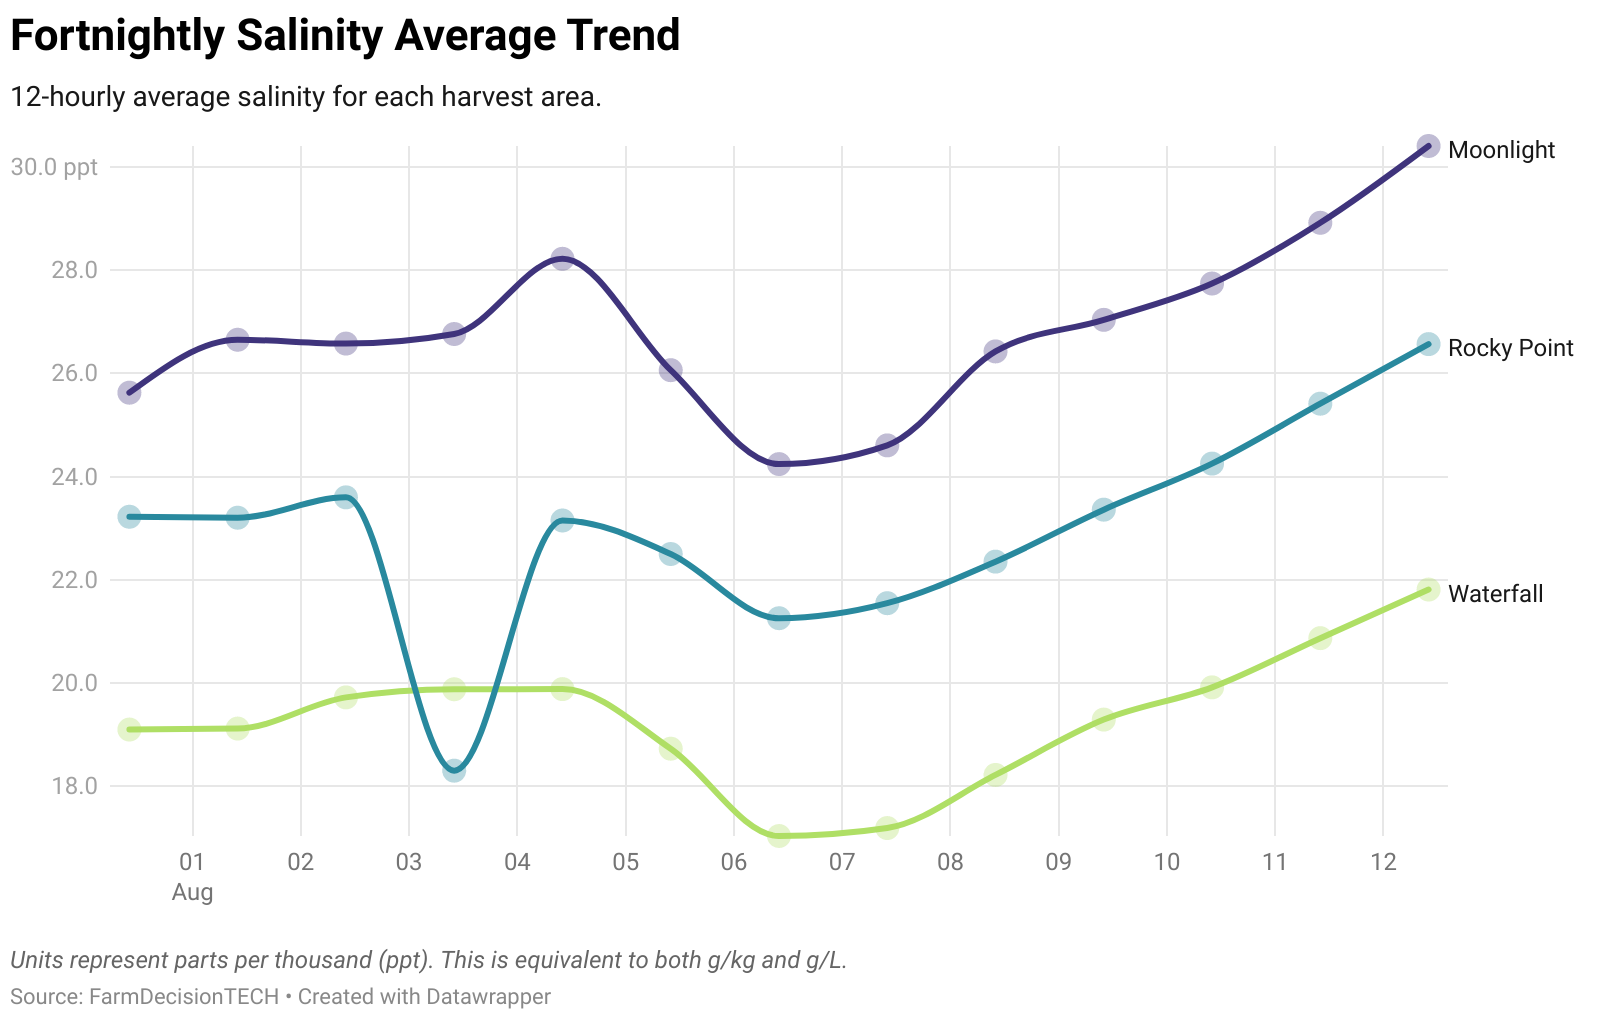 Fortnightly Salinity Average Trend
12-hourly average salinity for each harvest area.
30.0 ppt
28.0
26.0
24.0
22.0
20.0
18.0
Moonlight
Rocky Point
Waterfall
01 02 03 04 05 06 07 08 09 10 11 12
Aug
Units represent parts per thousand (ppt). This is equivalent to both g/kg and g/L.
Source: FarmDecisionTECH • Created with Datawrapper